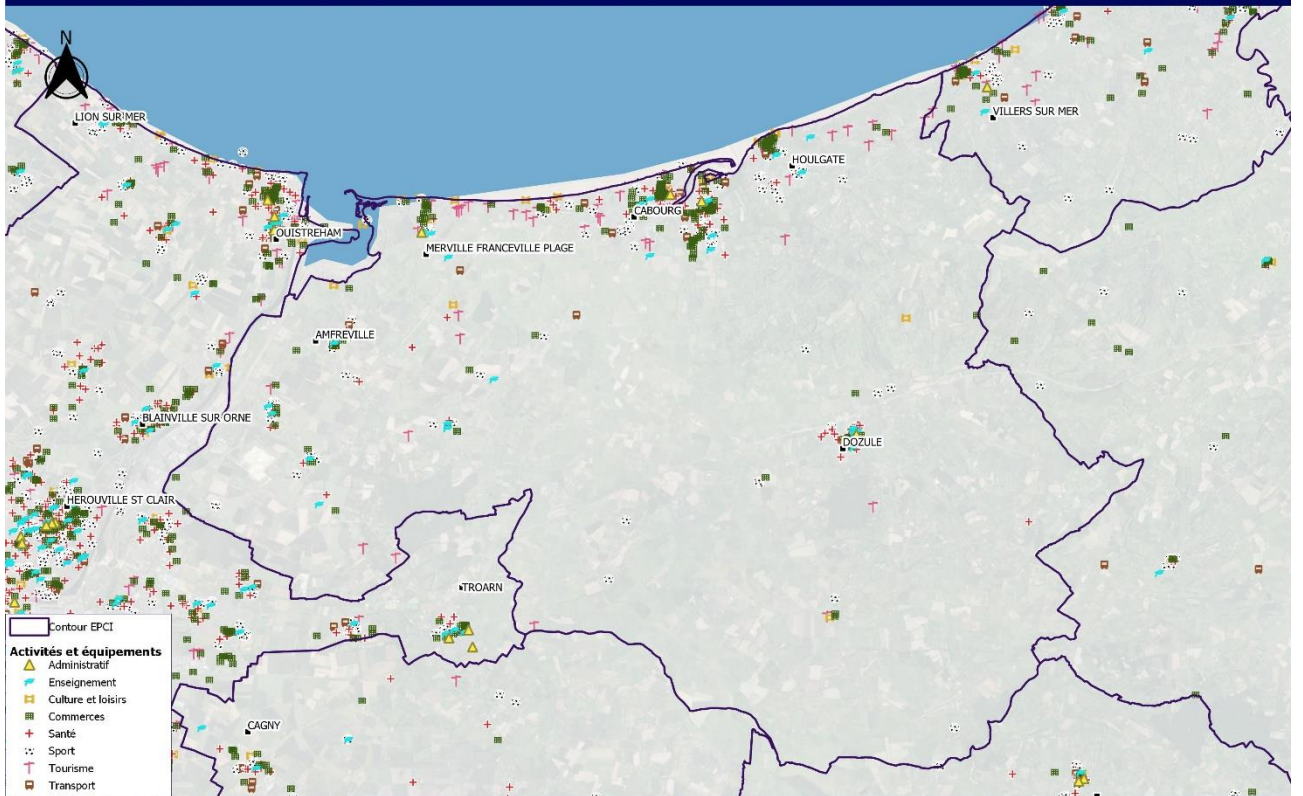 N
LION SUR MER
VILLERS SUR MER
HOULGATE
CABOURG
OUISTREHAM
MERVILLE FRANCEVILLE PLAGE
AMFREVILLE
BLAINVILLE SUR ORNE
DOZULE
HEROUVILLE ST CLAIR
TROARN
CAGNY
Contour EPCI
Activités et équipements
Administratif
Enseignement
Culture et loisirs
Commerces
Santé
Sport
Tourisme
Transport